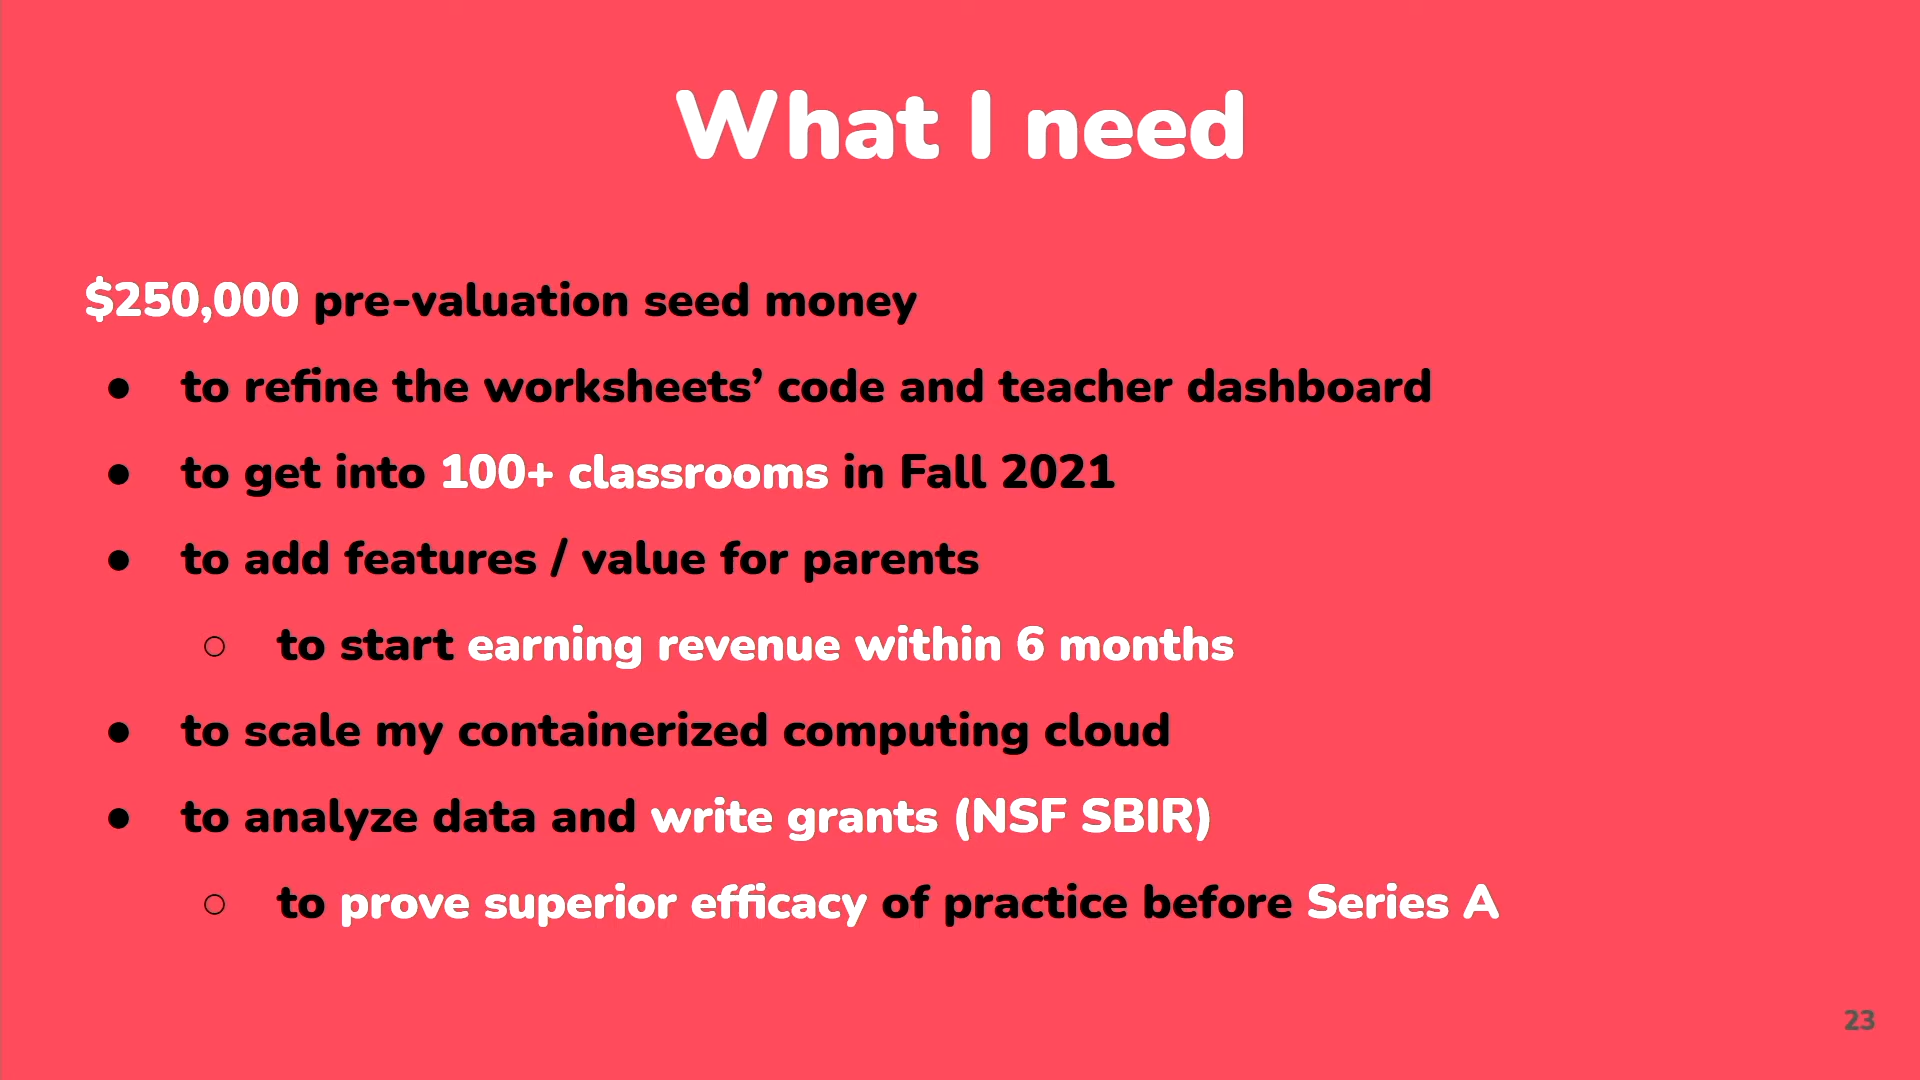 What I need
$250,000 pre-valuation seed money
● to refine the worksheets’ code and teacher dashboard
● to get into 100+ classrooms in Fall 2021
● to add features / value for parents
○ to start earning revenue within 6 months
● to scale my containerized computing cloud
● to analyze data and write grants (NSF SBIR)
○ to prove superior efficacy of practice before Series A
23